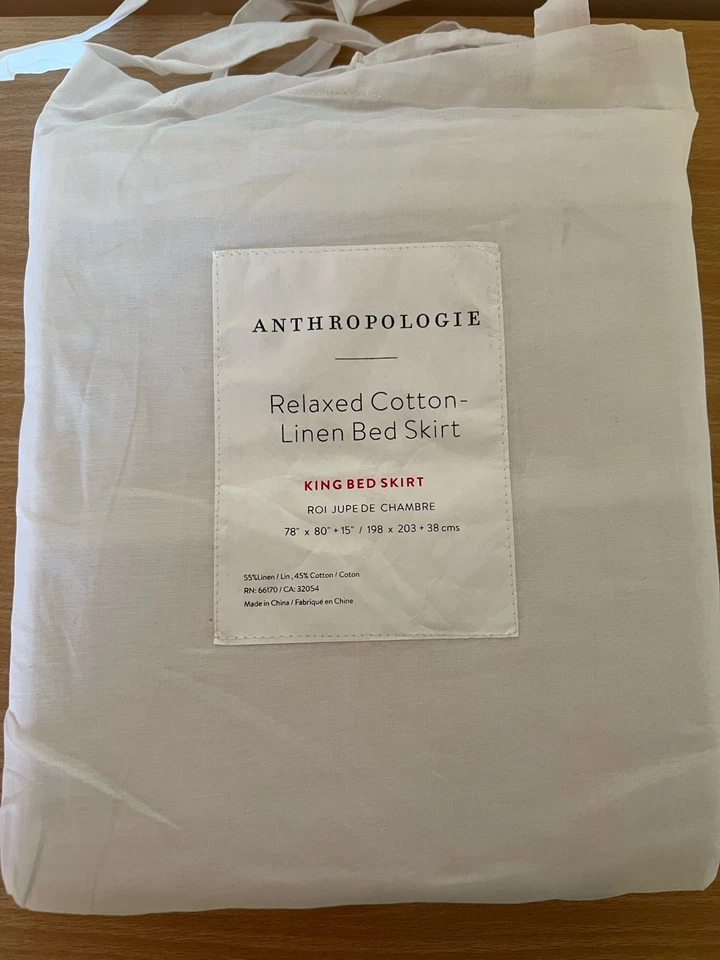 ANTHROPOLOGIE
Relaxed Cotton-
Linen Bed Skirt
KING BED SKIRT
ROI JUPE DE CHAMBRE
78" x 80" + 15" / 198 x 203 + 38 cms
55%Linen / Lin , 45% Cotton / Coton
RN: 66170 / CA: 32054
Made in China / Fabriqué en Chine